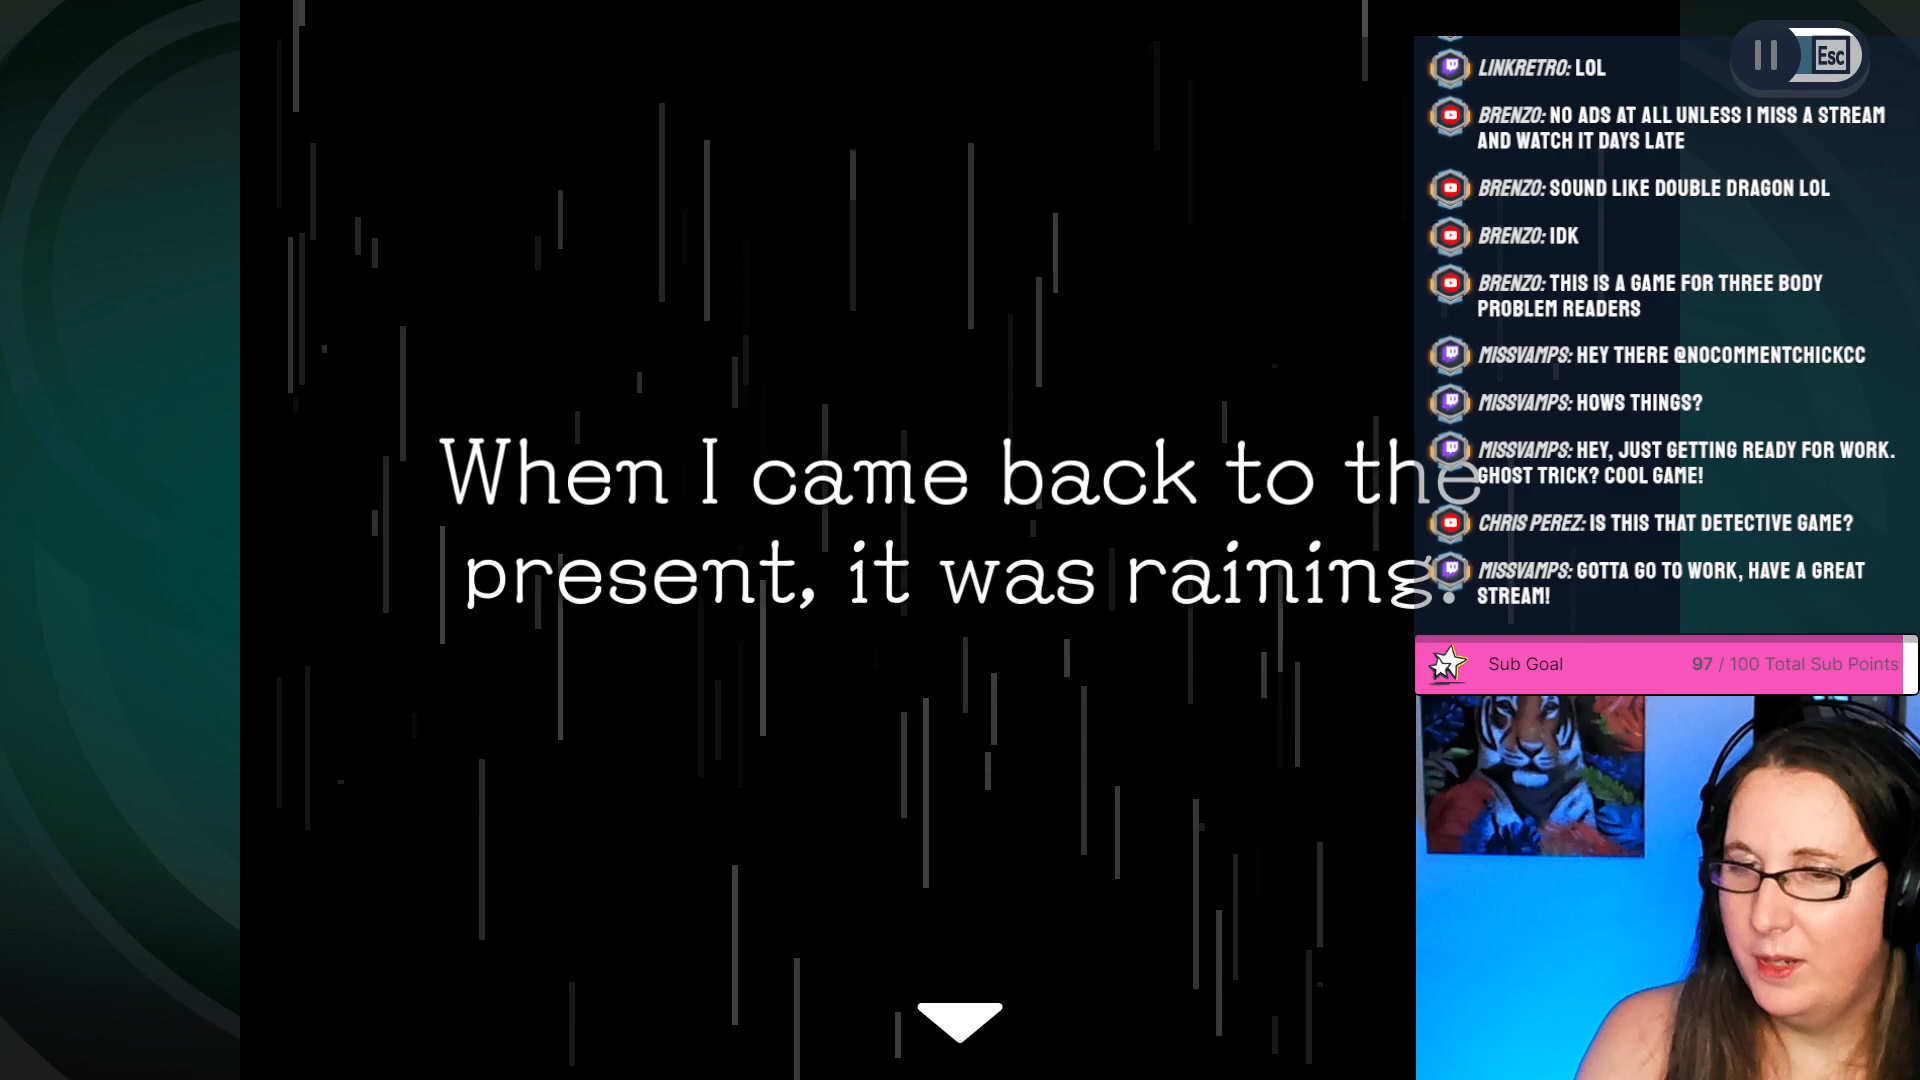 When I came back to the
present, it was raining.
Esc
LINKRETRO: LOL
BRENZO: NO ADS AT ALL UNLESS I MISS A STREAM
AND WATCH IT DAYS LATE
BRENZO: SOUND LIKE DOUBLE DRAGON LOL
BRENZO: IDK
BRENZO: THIS IS A GAME FOR THREE BODY
PROBLEM READERS
MISSVAMPS: HEY THERE @NOCOMMENTCHICKCC
MISSVAMPS: HOWS THINGS?
MISSVAMPS: HEY, JUST GETTING READY FOR WORK.
GHOST TRICK? COOL GAME!
CHRIS PEREZ: IS THIS THAT DETECTIVE GAME?
MISSVAMPS: GOTTA GO TO WORK, HAVE A GREAT
STREAM!
Sub Goal 97 / 100 Total Sub Points